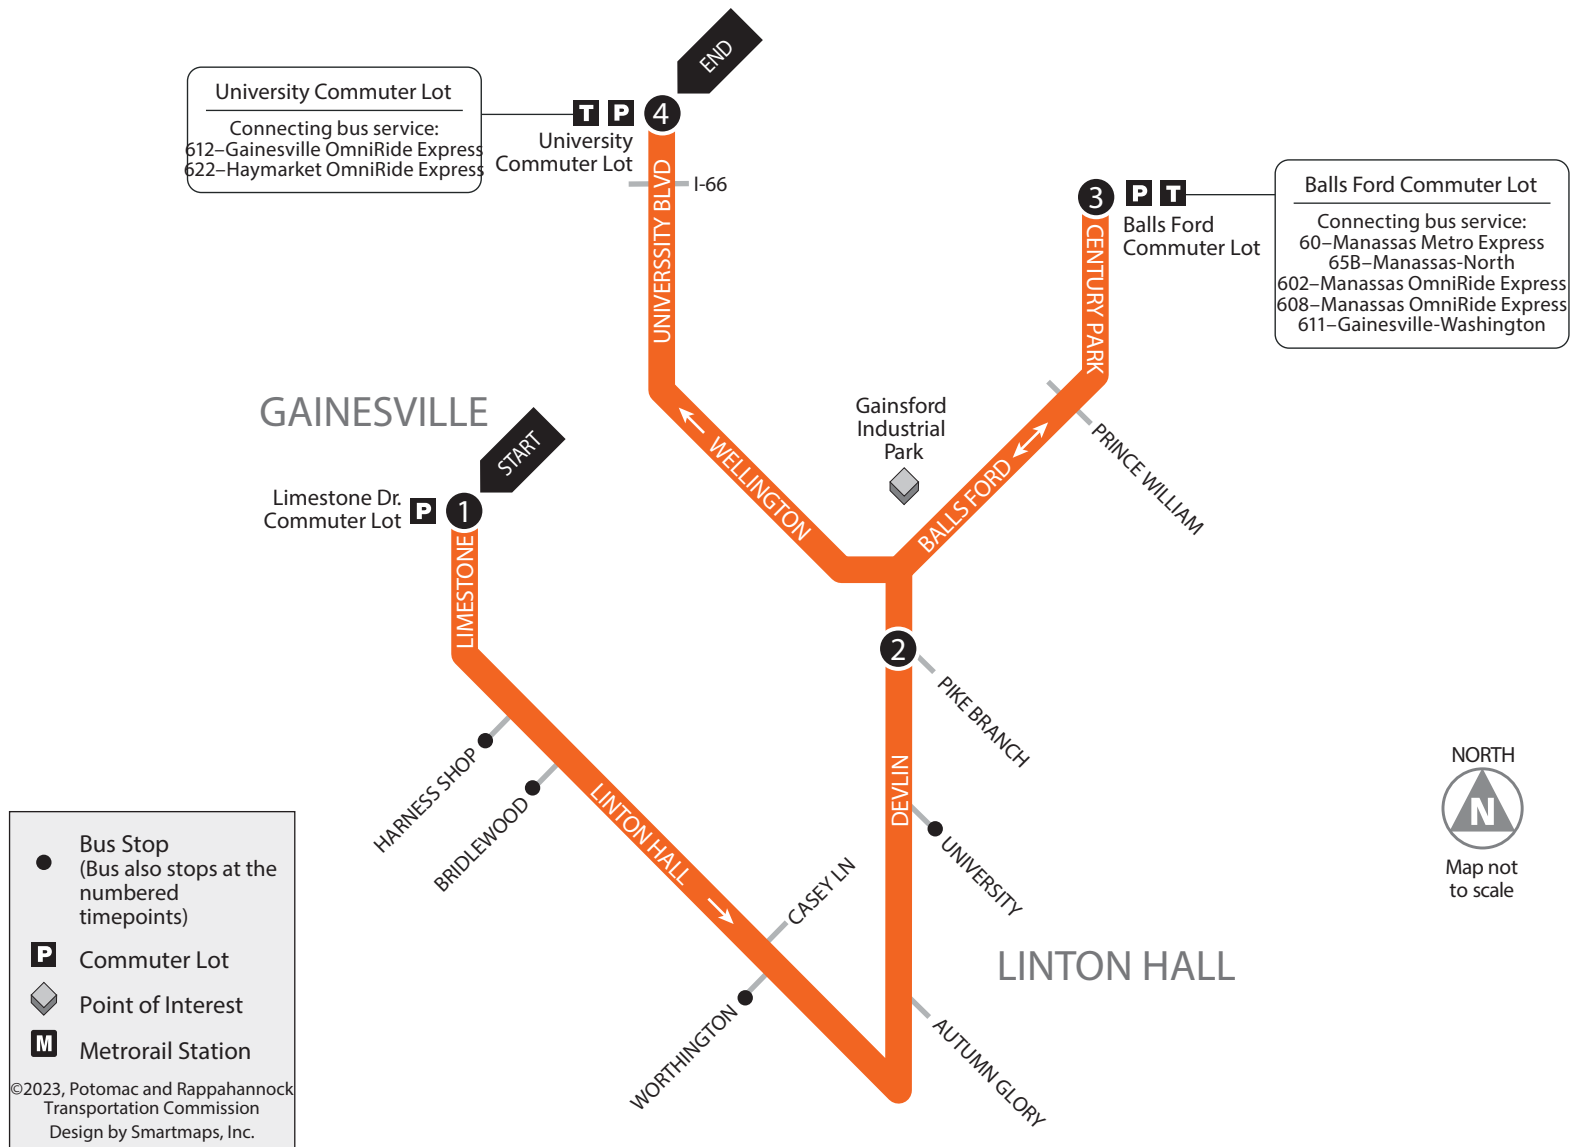 END
University Commuter Lot
Connecting bus service:
612–Gainesville OmniRide Express
622–Haymarket OmniRide Express
T P 4
University
Commuter Lot
I-66
UNIVERSSITY BLVD
3 P T
Balls Ford
Commuter Lot
Balls Ford Commuter Lot
Connecting bus service:
60–Manassas Metro Express
65B–Manassas-North
602–Manassas OmniRide Express
608–Manassas OmniRide Express
611–Gainesville-Washington
CENTURY PARK
GAINESVILLE
START
Limestone Dr.
Commuter Lot
P 1
LIMESTONE
WELLINGTON
Gainsford
Industrial
Park
BALLS FORD
PRINCE WILLIAM
2
PIKE BRANCH
HARNESS SHOP
BRIDLEWOOD
LINTON HALL
DEVLIN
UNIVERSITY
CASEY LN
WORTHINGTON
LINTON HALL
AUTUMN GLORY
NORTH
N
Map not
to scale
Bus Stop
(Bus also stops at the
numbered
timepoints)
P Commuter Lot
Point of Interest
M Metrorail Station
©2023, Potomac and Rappahannock
Transportation Commission
Design by Smartmaps, Inc.